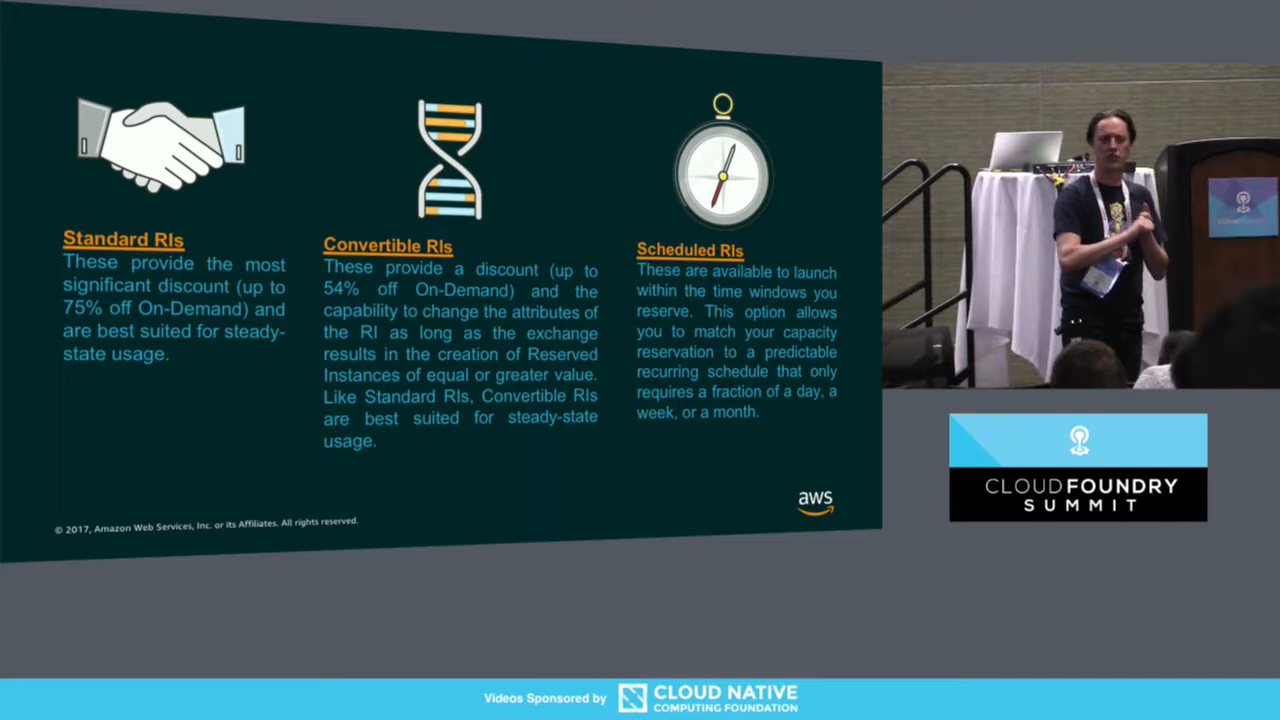 Standard RIs
These provide the most
significant discount (up to
75% off On-Demand) and
are best suited for steady-
state usage.
Convertible RIs
These provide a discount (up to
54% off On-Demand) and the
capability to change the attributes of
the RI as long as the exchange
results in the creation of Reserved
Instances of equal or greater value.
Like Standard RIs, Convertible RIs
are best suited for steady-state
usage.
Scheduled RIs
These are available to launch
within the time windows you
reserve. This option allows
you to match your capacity
reservation to a predictable
recurring schedule that only
requires a fraction of a day, a
week, or a month.
© 2017, Amazon Web Services, Inc. or its Affiliates. All rights reserved.
aws
CLOUDFOUNDRY
SUMMIT
Videos Sponsored by
CLOUD NATIVE
COMPUTING FOUNDATION